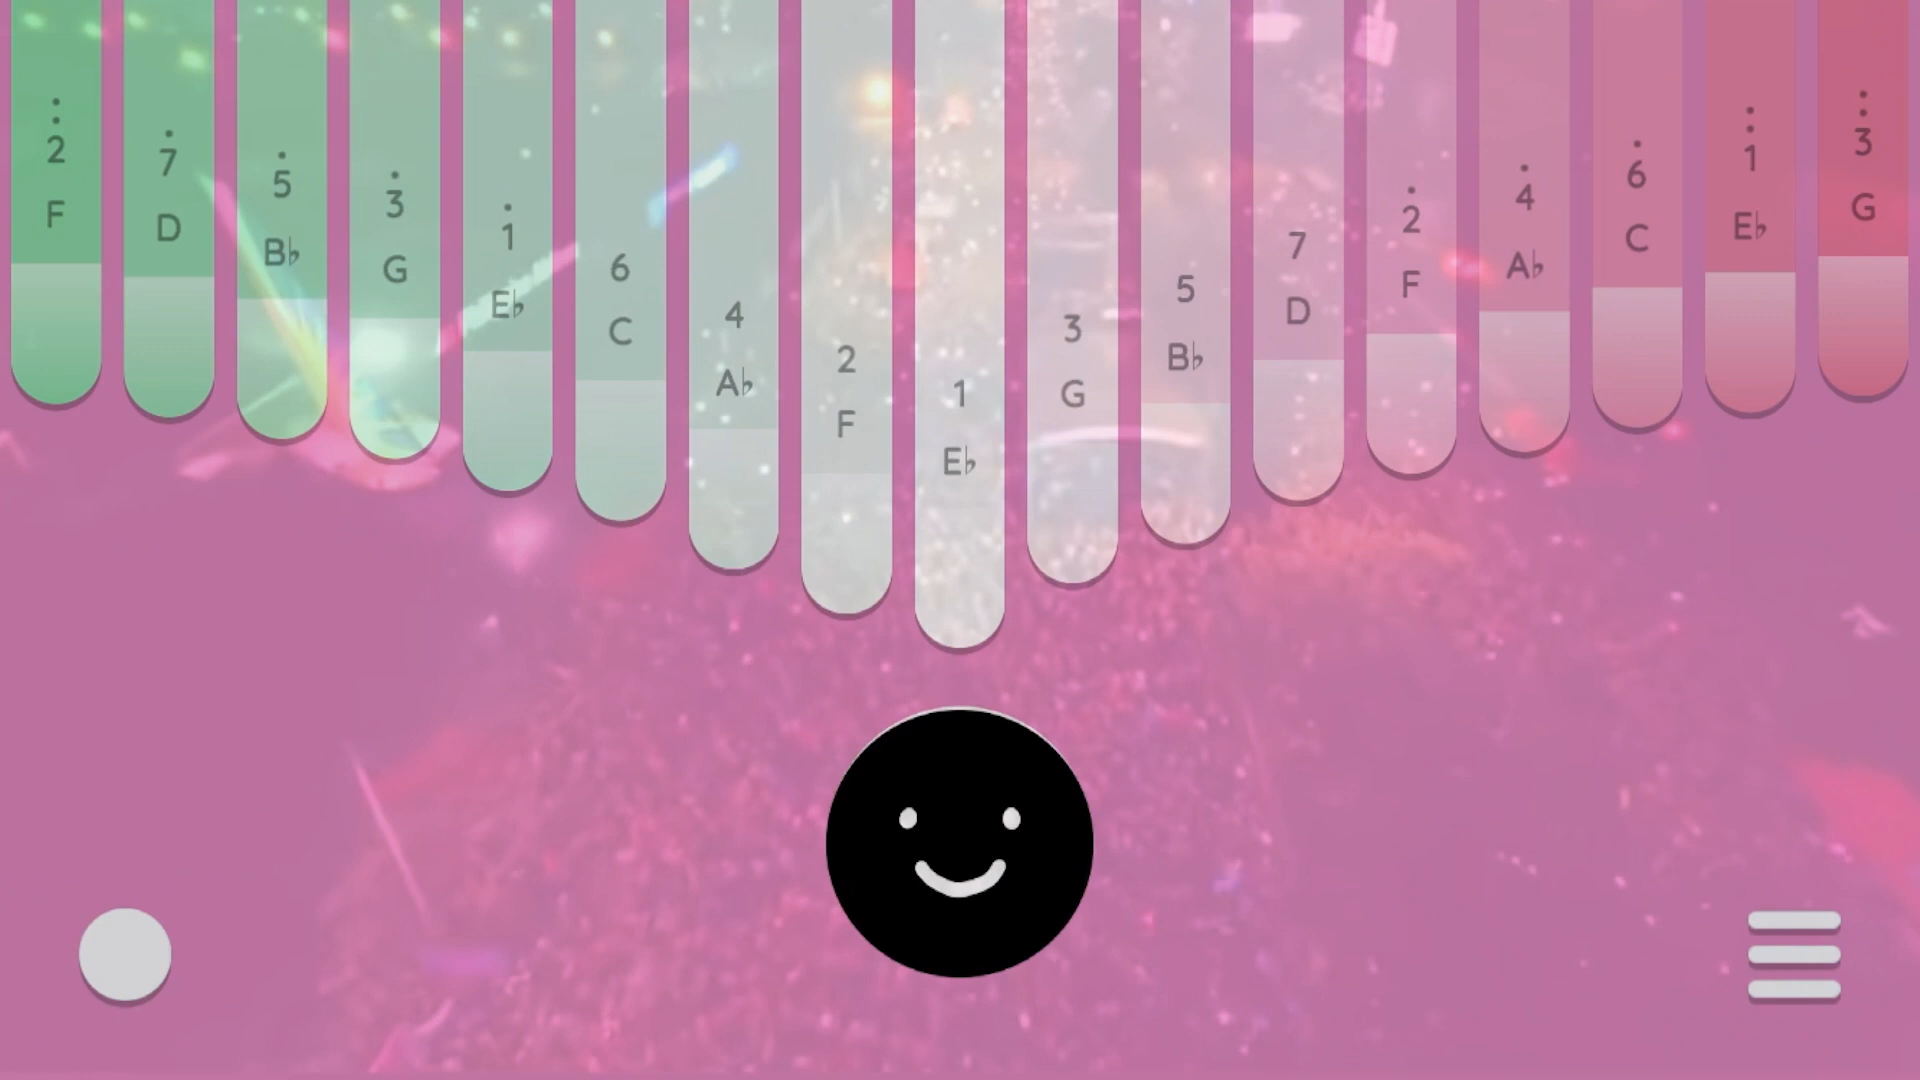 2̈ 7̇ 5̇ 3̇ 1̇ 6 4 2 1 3 5 7 2̇ 4̇ 6̇ 1̈ 3̈
F D B♭ G E♭ C A♭ F E♭ G B♭ D F A♭ C E♭ G